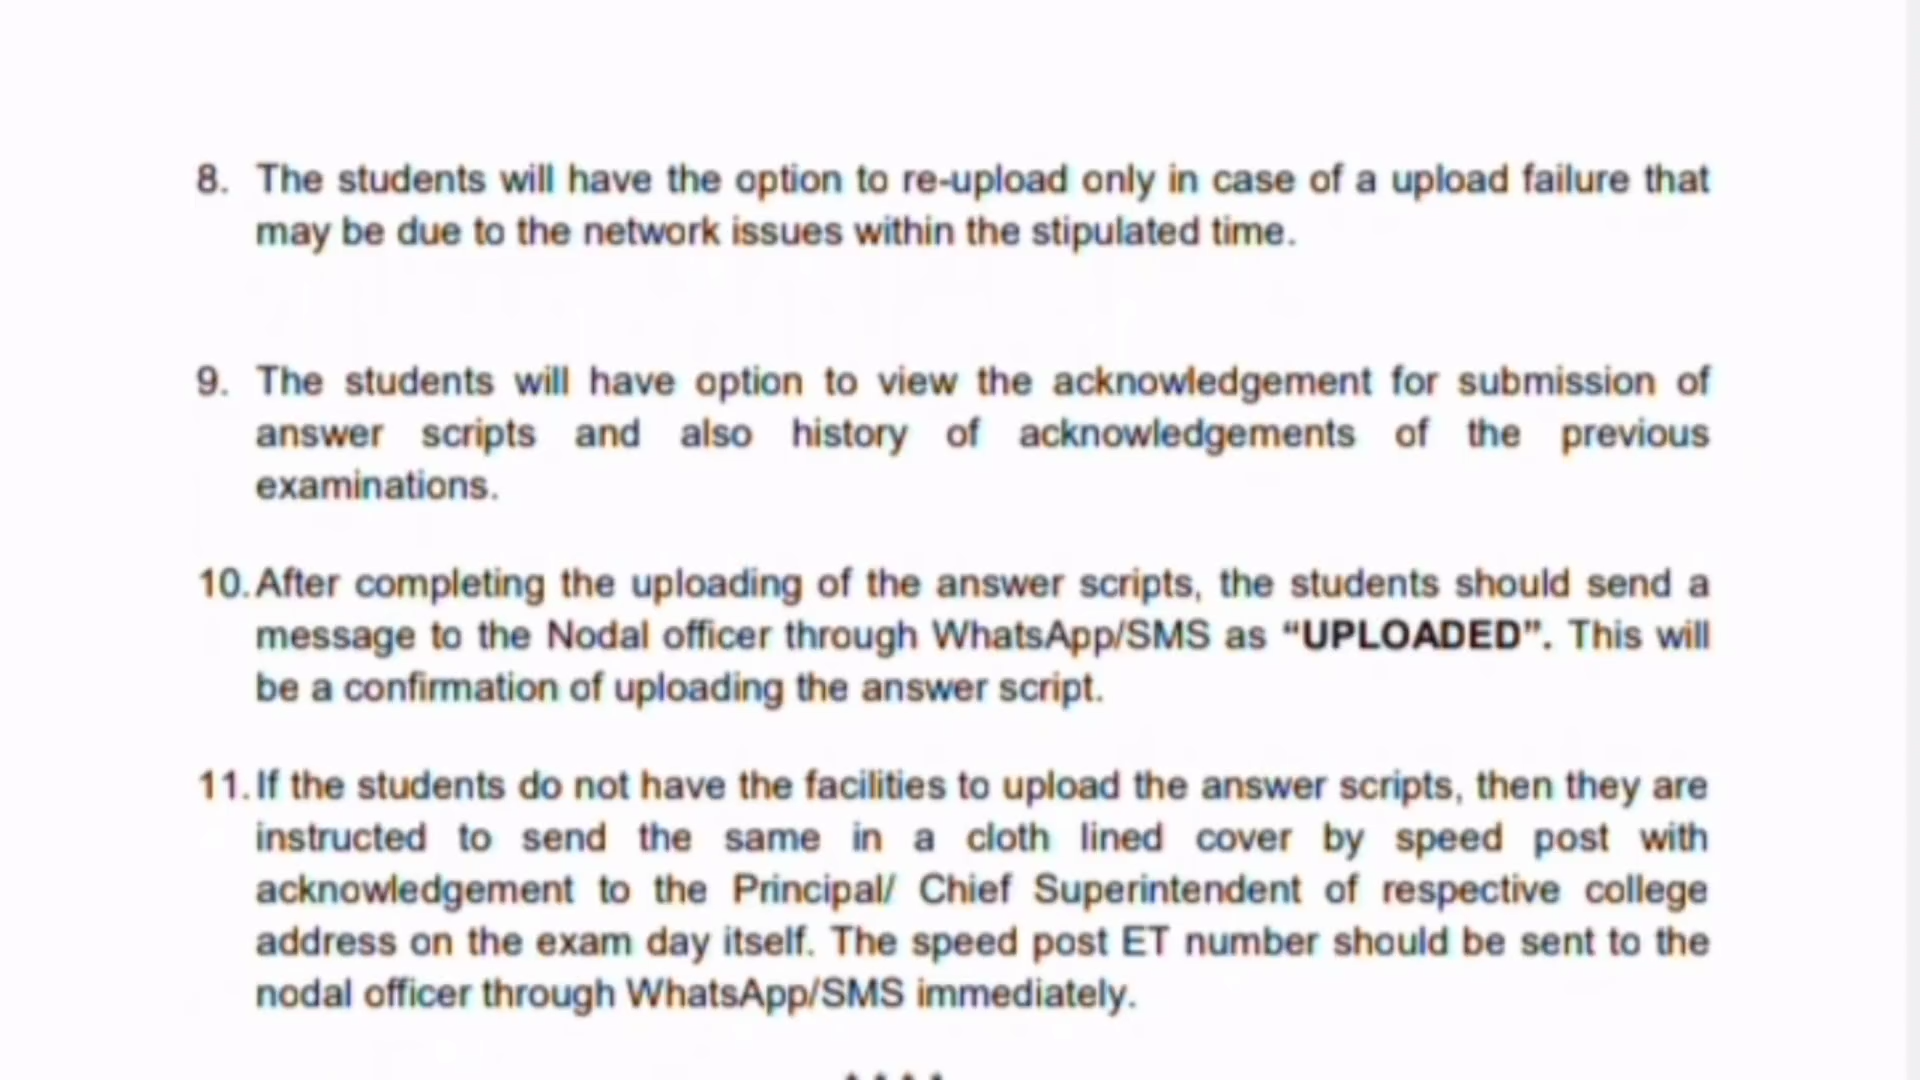 8. The students will have the option to re-upload only in case of a upload failure that
may be due to the network issues within the stipulated time.
9. The students will have option to view the acknowledgement for submission of
answer scripts and also history of acknowledgements of the previous
examinations.
10. After completing the uploading of the answer scripts, the students should send a
message to the Nodal officer through WhatsApp/SMS as “UPLOADED”. This will
be a confirmation of uploading the answer script.
11. If the students do not have the facilities to upload the answer scripts, then they are
instructed to send the same in a cloth lined cover by speed post with
acknowledgement to the Principal/ Chief Superintendent of respective college
address on the exam day itself. The speed post ET number should be sent to the
nodal officer through WhatsApp/SMS immediately.
****